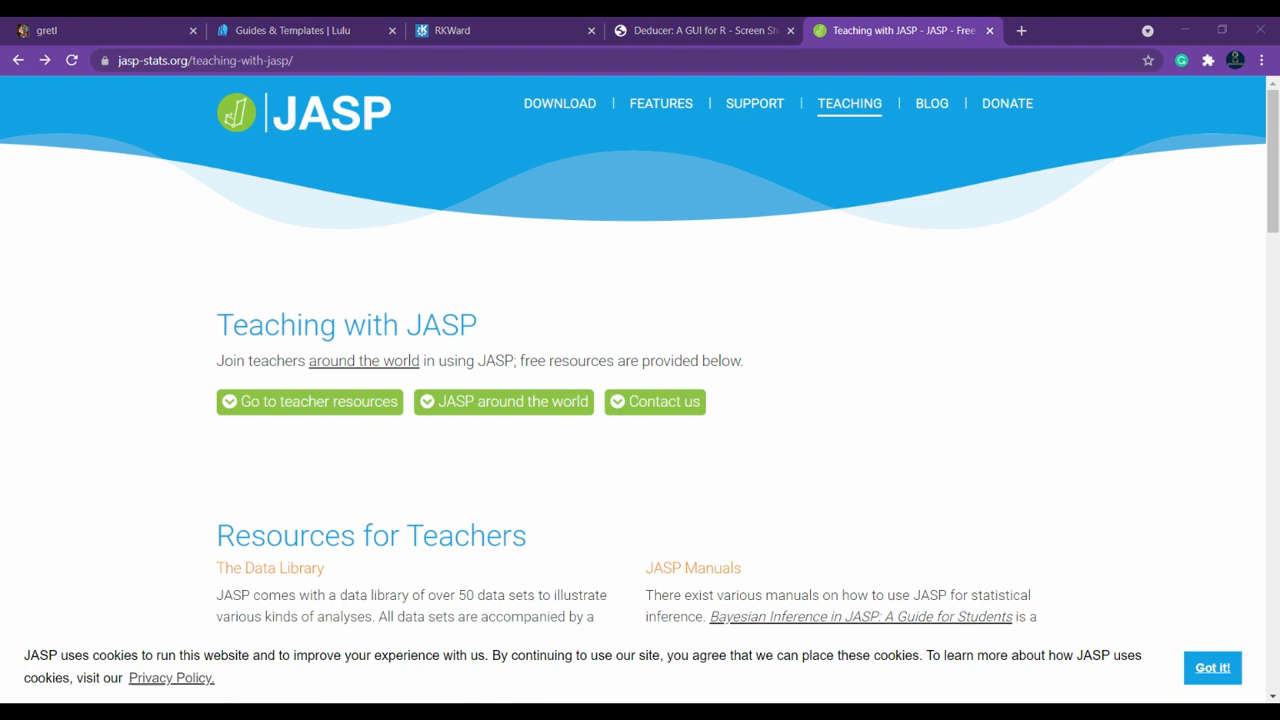 gretl
Guides & Templates | Lulu
RKWard
Deducer: A GUI for R - Screen Sh
Teaching with JASP - JASP - Free
jasp-stats.org/teaching-with-jasp/
JASP
DOWNLOAD | FEATURES | SUPPORT | TEACHING | BLOG | DONATE
Teaching with JASP
Join teachers around the world in using JASP; free resources are provided below.
Go to teacher resources
JASP around the world
Contact us
Resources for Teachers
The Data Library
JASP comes with a data library of over 50 data sets to illustrate
various kinds of analyses. All data sets are accompanied by a
JASP Manuals
There exist various manuals on how to use JASP for statistical
inference. Bayesian Inference in JASP: A Guide for Students is a
JASP uses cookies to run this website and to improve your experience with us. By continuing to use our site, you agree that we can place these cookies. To learn more about how JASP uses
cookies, visit our Privacy Policy.
Got it!